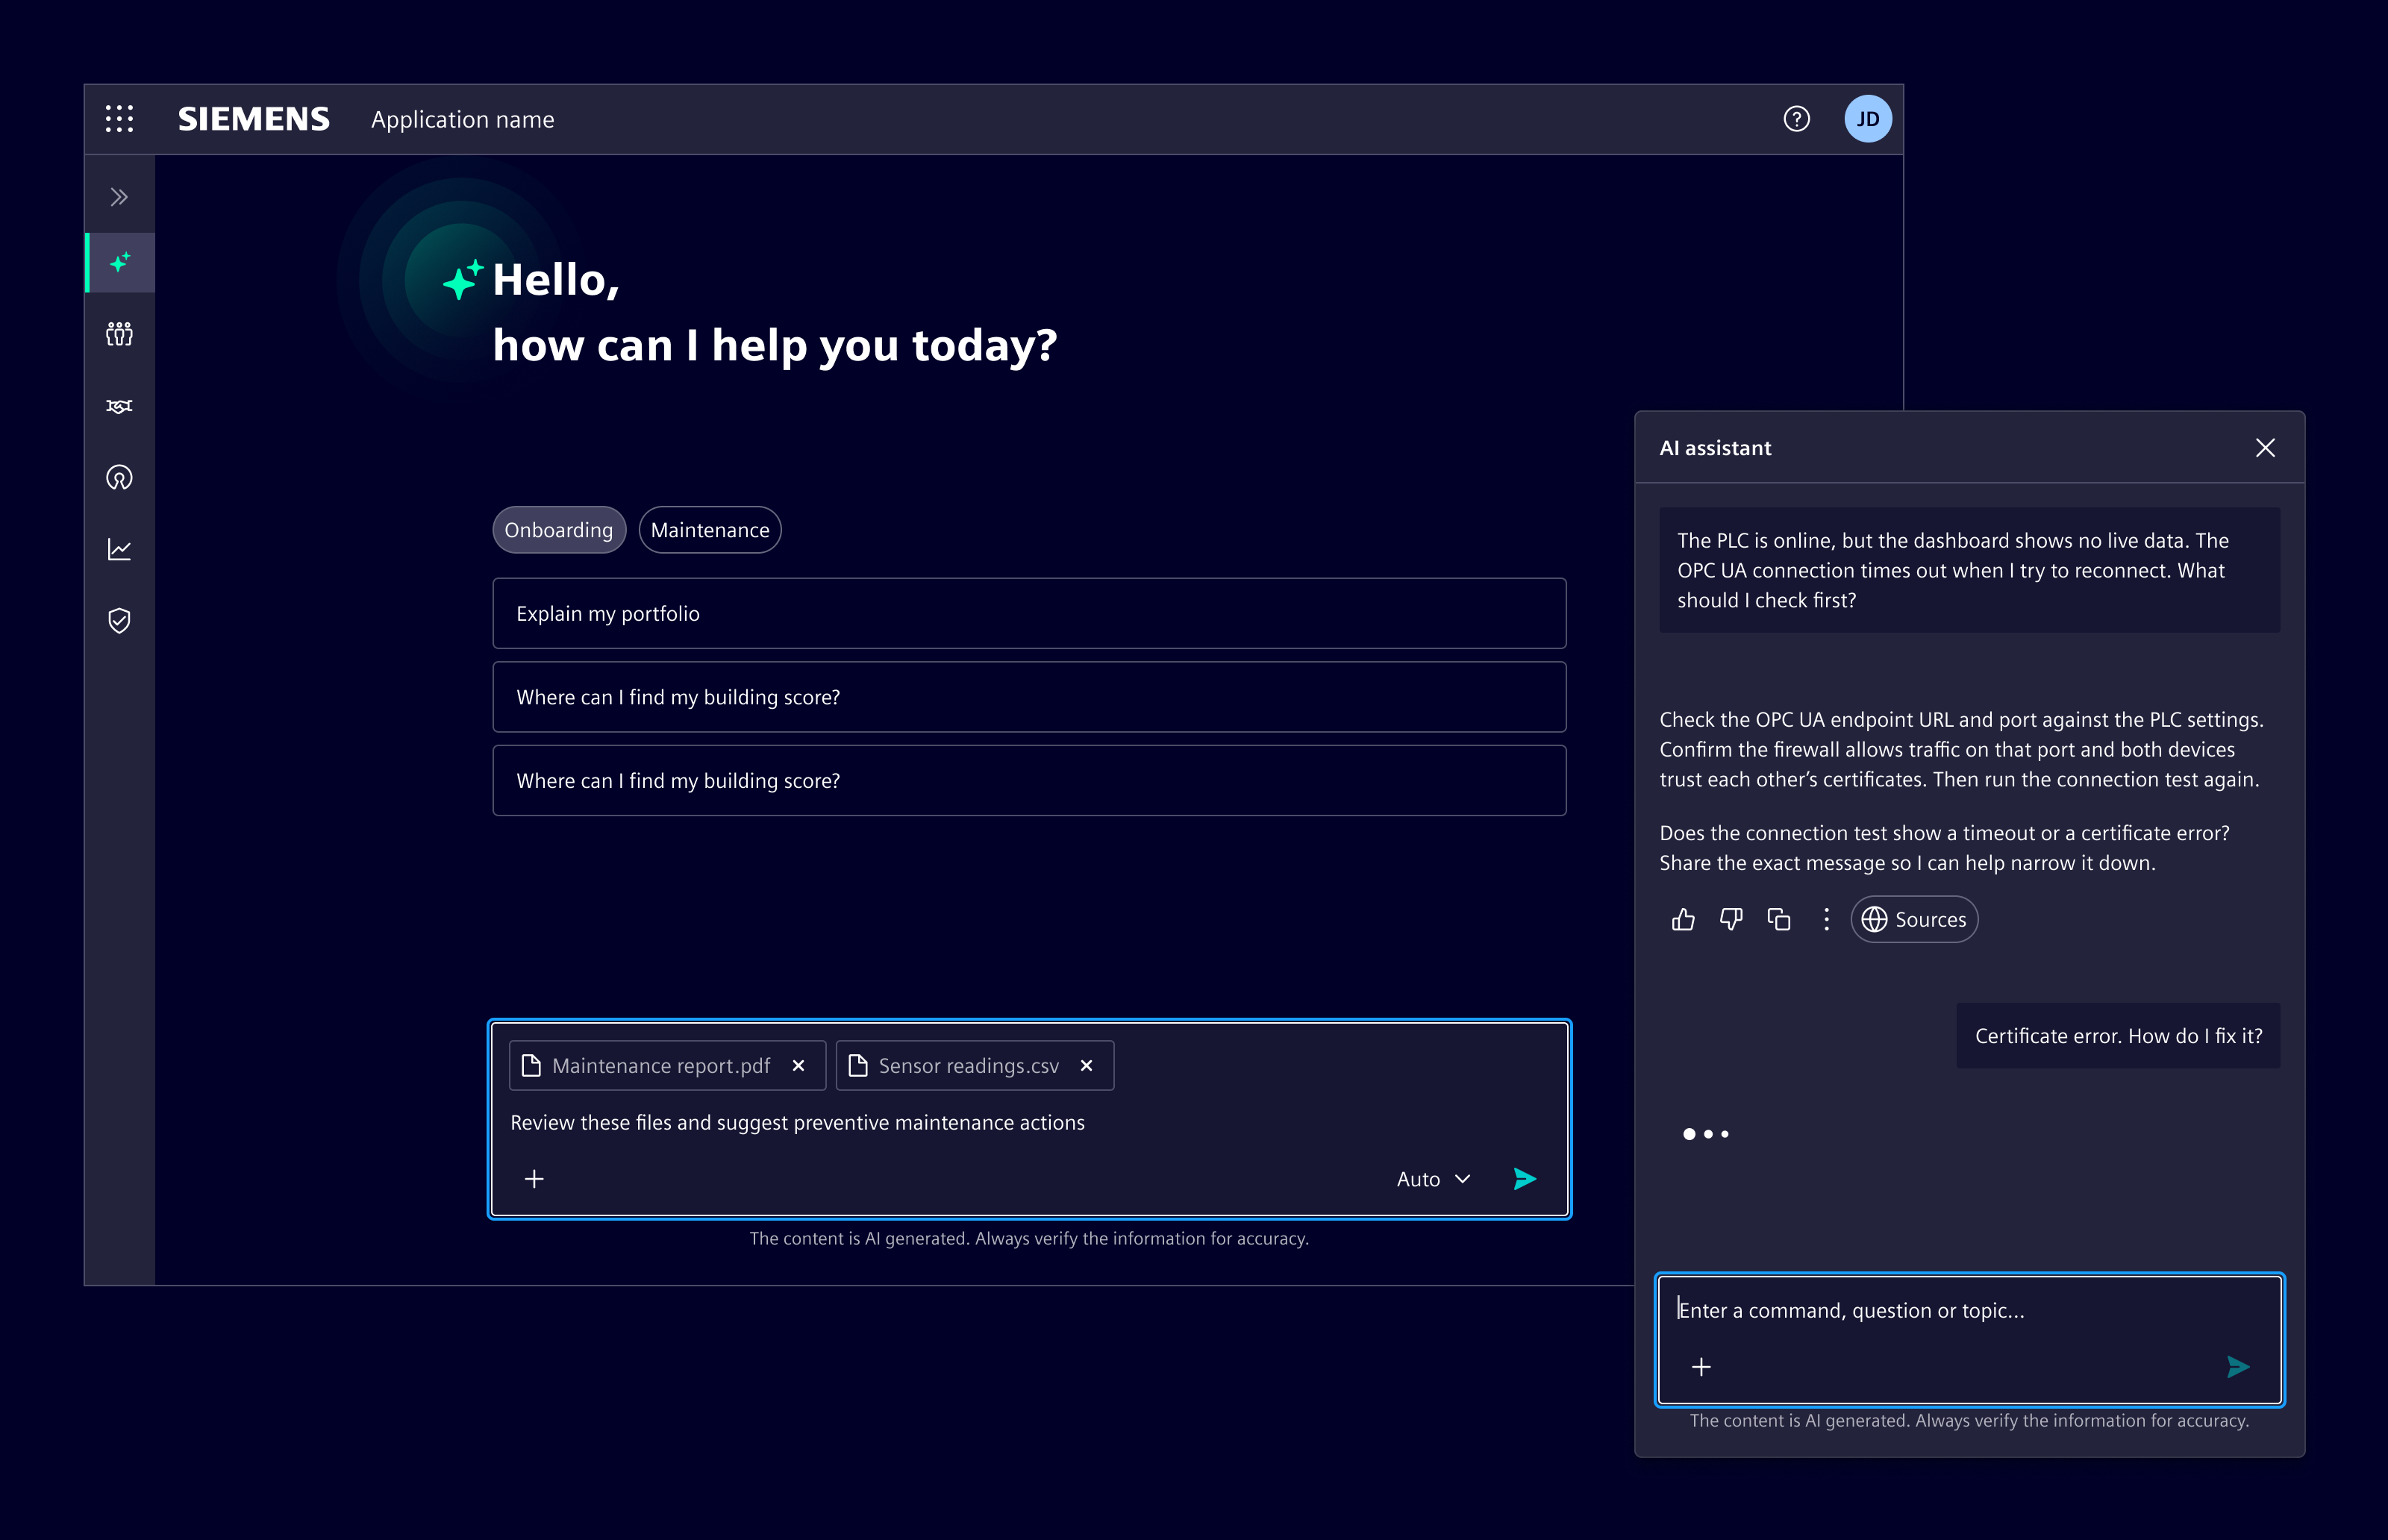 SIEMENS
Application name
JD
Hello,
how can I help you today?
Onboarding
Maintenance
Explain my portfolio
Where can I find my building score?
Where can I find my building score?
Maintenance report.pdf
Sensor readings.csv
Review these files and suggest preventive maintenance actions
Auto
The content is AI generated. Always verify the information for accuracy.
AI assistant
The PLC is online, but the dashboard shows no live data. The
OPC UA connection times out when I try to reconnect. What
should I check first?
Check the OPC UA endpoint URL and port against the PLC settings.
Confirm the firewall allows traffic on that port and both devices
trust each other’s certificates. Then run the connection test again.
Does the connection test show a timeout or a certificate error?
Share the exact message so I can help narrow it down.
Sources
Certificate error. How do I fix it?
Enter a command, question or topic...
The content is AI generated. Always verify the information for accuracy.